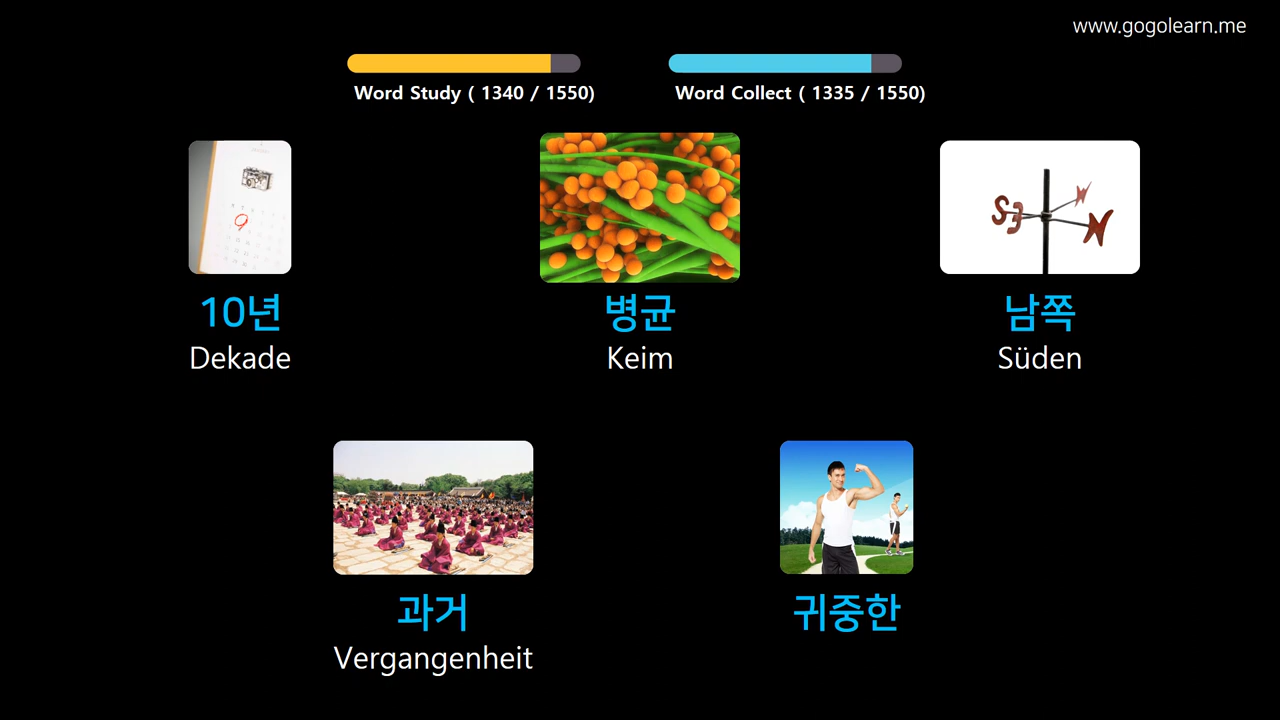 www.gogolearn.me
Word Study ( 1340 / 1550)
Word Collect ( 1335 / 1550)
10년
Dekade
병균
Keim
남쪽
Süden
과거
Vergangenheit
귀중한